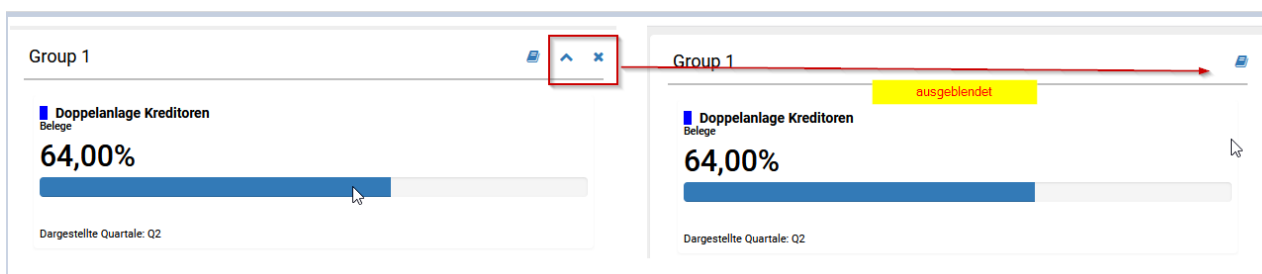 Group 1
Doppelanlage Kreditoren
Belege
64,00%
Dargestellte Quartale: Q2
Group 1
ausgeblendet
Doppelanlage Kreditoren
Belege
64,00%
Dargestellte Quartale: Q2